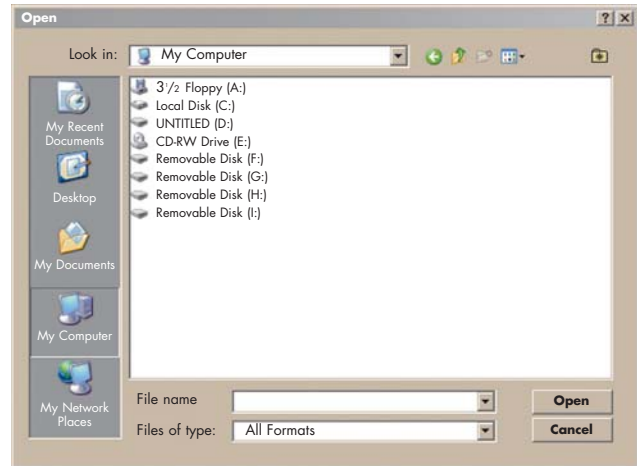 Open
Look in: My Computer
My Recent
Documents
Desktop
My Documents
My Computer
My Network
Places
3½ Floppy (A:)
Local Disk (C:)
UNTITLED (D:)
CD-RW Drive (E:)
Removable Disk (F:)
Removable Disk (G:)
Removable Disk (H:)
Removable Disk (I:)
File name
Open
Files of type: All Formats
Cancel